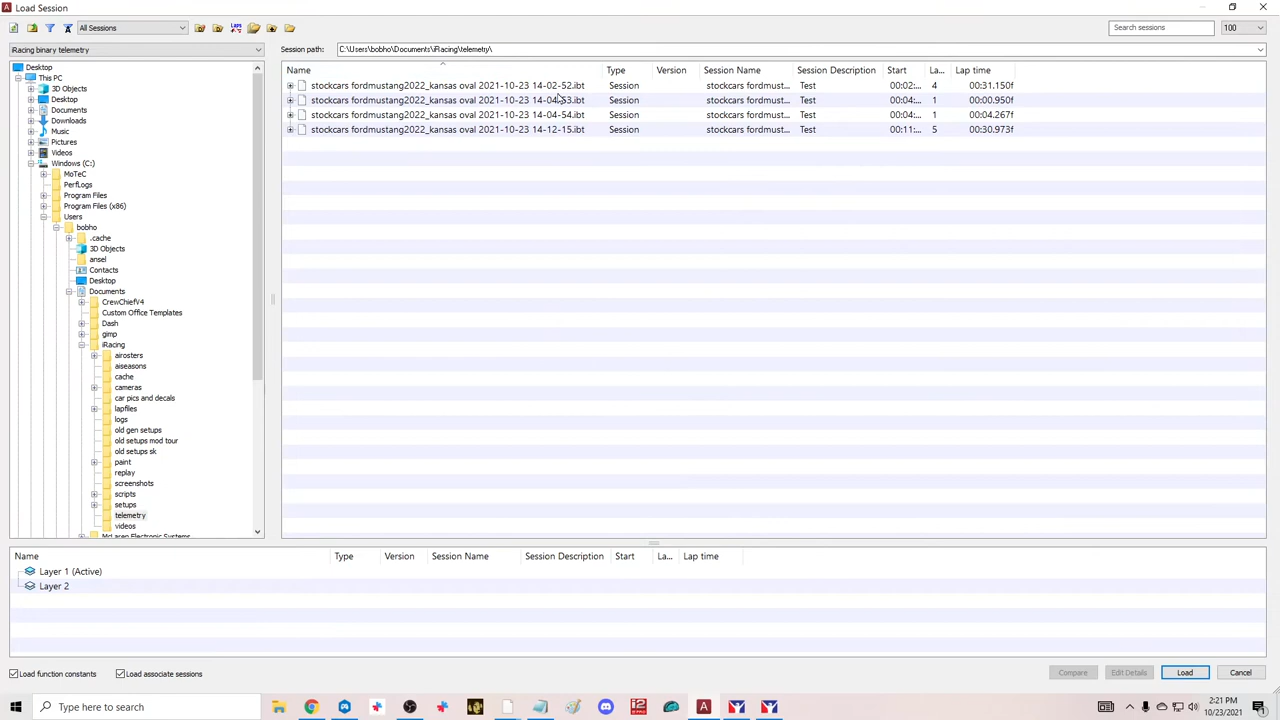 Load Session
All Sessions
Laps
Search sessions
100
iRacing binary telemetry
Session path:
C:\Users\bobho\Documents\iRacing\telemetry\
Desktop
This PC
3D Objects
Desktop
Documents
Downloads
Music
Pictures
Videos
Windows (C:)
MoTeC
PerfLogs
Program Files
Program Files (x86)
Users
bobho
.cache
3D Objects
ansel
Contacts
Desktop
Documents
CrewChiefV4
Custom Office Templates
Dash
gimp
iRacing
airosters
aiseasons
cache
cameras
car pics and decals
lapfiles
logs
old gen setups
old setups mod tour
old setups sk
paint
replay
screenshots
scripts
setups
telemetry
videos
McLaren Electronic Systems
Name Type Version Session Name Session Description Start La... Lap time
stockcars fordmustang2022_kansas oval 2021-10-23 14-02-52.ibt Session stockcars fordmust... Test 00:02:... 4 00:31.150f
stockcars fordmustang2022_kansas oval 2021-10-23 14-04-53.ibt Session stockcars fordmust... Test 00:04:... 1 00:00.950f
stockcars fordmustang2022_kansas oval 2021-10-23 14-04-54.ibt Session stockcars fordmust... Test 00:04:... 1 00:04.267f
stockcars fordmustang2022_kansas oval 2021-10-23 14-12-15.ibt Session stockcars fordmust... Test 00:11:... 5 00:30.973f
Name Type Version Session Name Session Description Start La... Lap time
Layer 1 (Active)
Layer 2
Load function constants
Load associate sessions
Compare
Edit Details
Load
Cancel
Type here to search
2:21 PM
10/23/2021